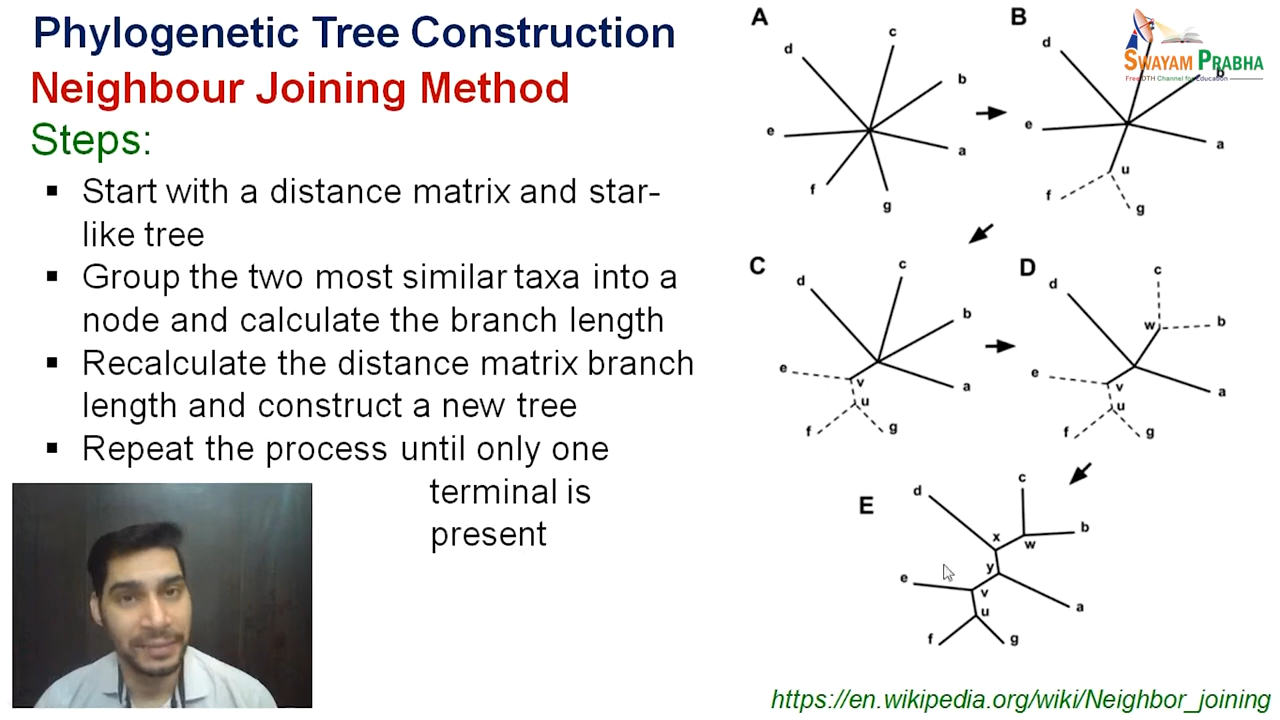 Phylogenetic Tree Construction
Neighbour Joining Method
Steps:
▪ Start with a distance matrix and star-
like tree
▪ Group the two most similar taxa into a
node and calculate the branch length
▪ Recalculate the distance matrix branch
length and construct a new tree
▪ Repeat the process until only one
terminal is
present
A
d
c
b
e
a
f
g
B
d
b
e
a
u
f
g
SWAYAM PRABHA
Free DTH Channel for Education
C
d
c
b
e
v
a
u
f
g
D
c
d
w
b
e
v
a
u
f
g
E
d
c
b
x
w
y
e
v
a
u
f
g
https://en.wikipedia.org/wiki/Neighbor_joining